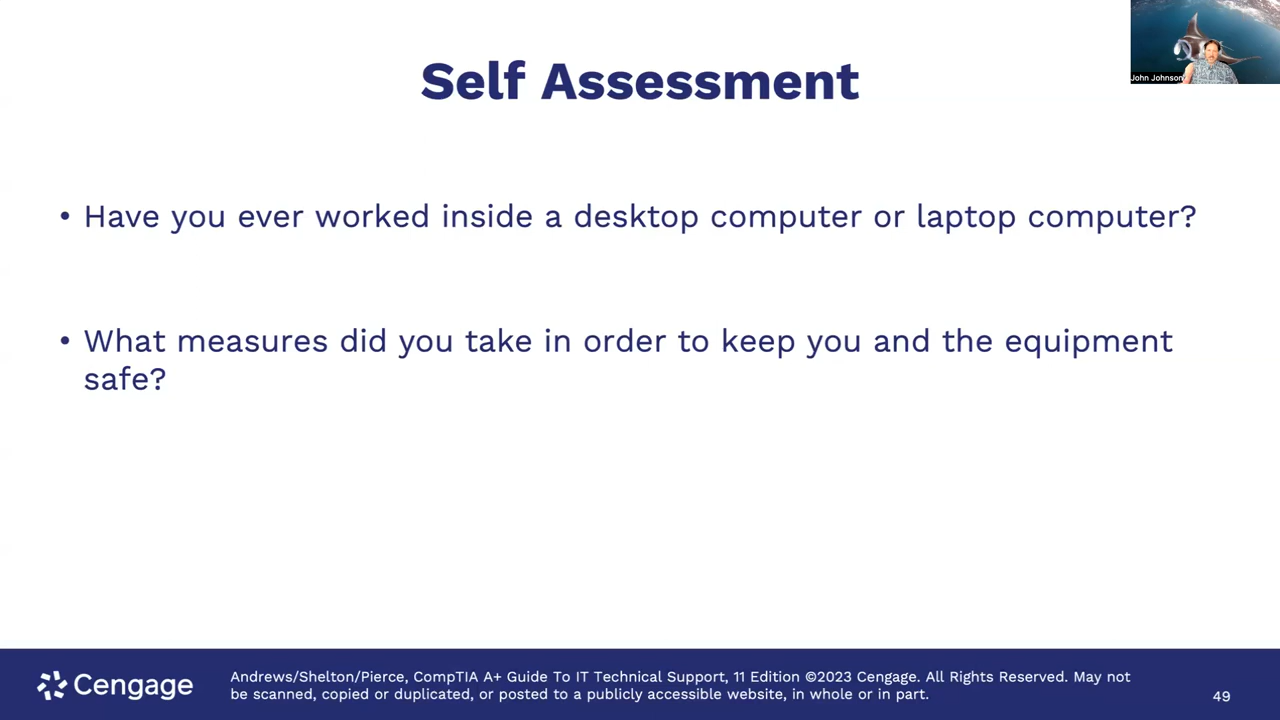 John Johnson
Self Assessment
• Have you ever worked inside a desktop computer or laptop computer?
• What measures did you take in order to keep you and the equipment
safe?
Cengage
Andrews/Shelton/Pierce, CompTIA A+ Guide To IT Technical Support, 11 Edition ©2023 Cengage. All Rights Reserved. May not
be scanned, copied or duplicated, or posted to a publicly accessible website, in whole or in part.
49